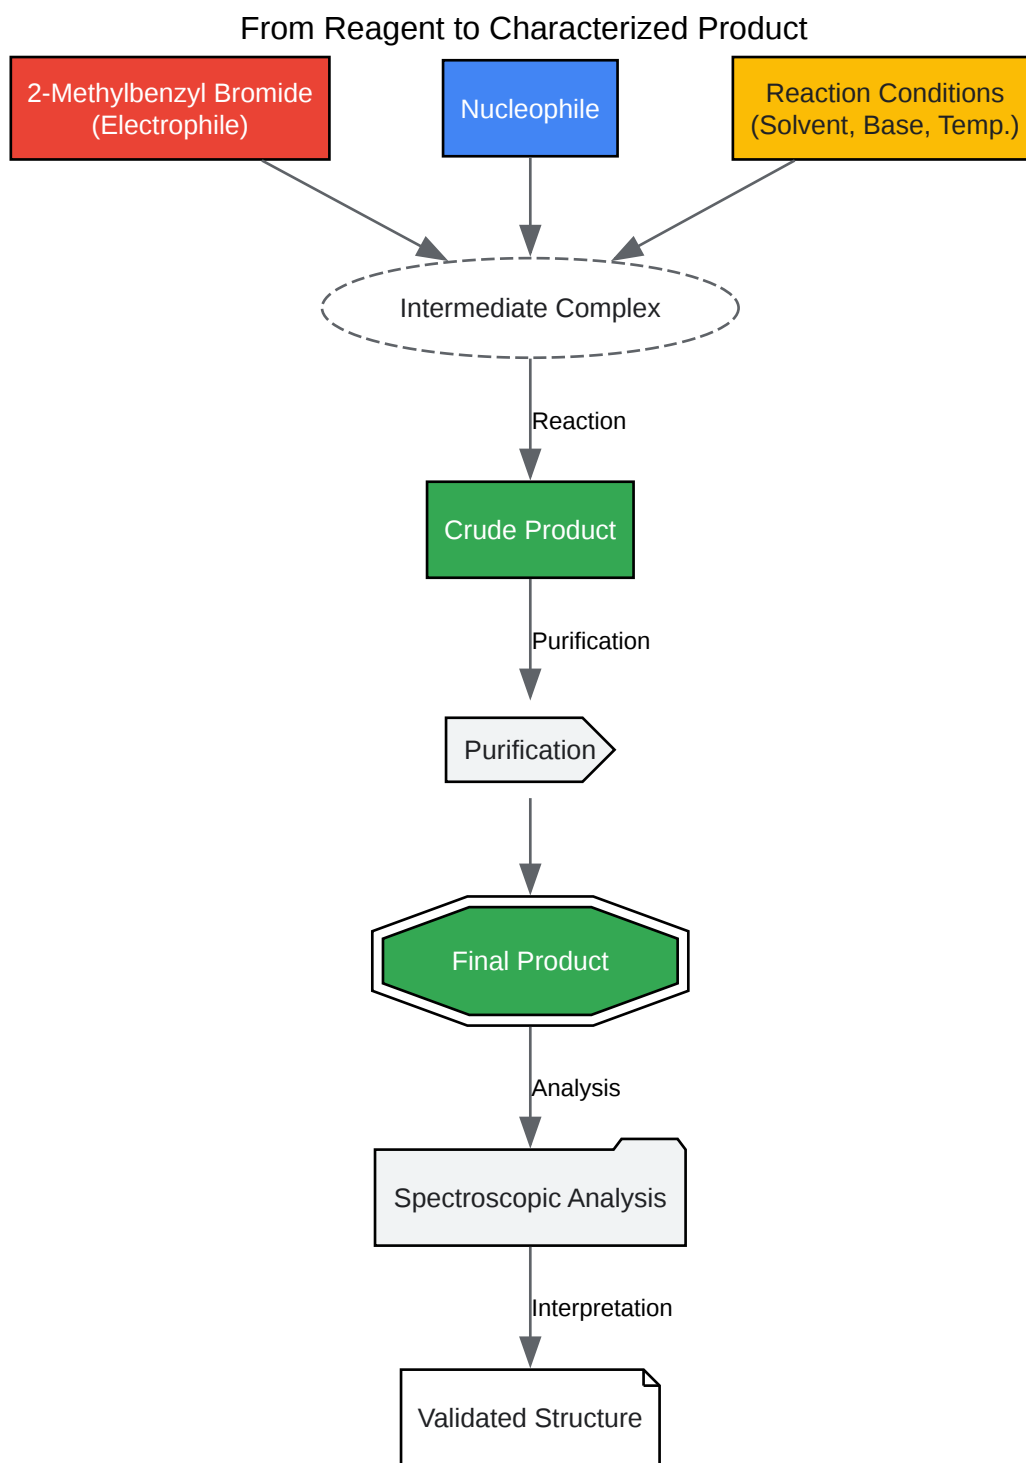 From Reagent to Characterized Product
2-Methylbenzyl Bromide
(Electrophile)
Nucleophile
Reaction Conditions
(Solvent, Base, Temp.)
Intermediate Complex
Reaction
Crude Product
Purification
Purification
Final Product
Analysis
Spectroscopic Analysis
Interpretation
Validated Structure